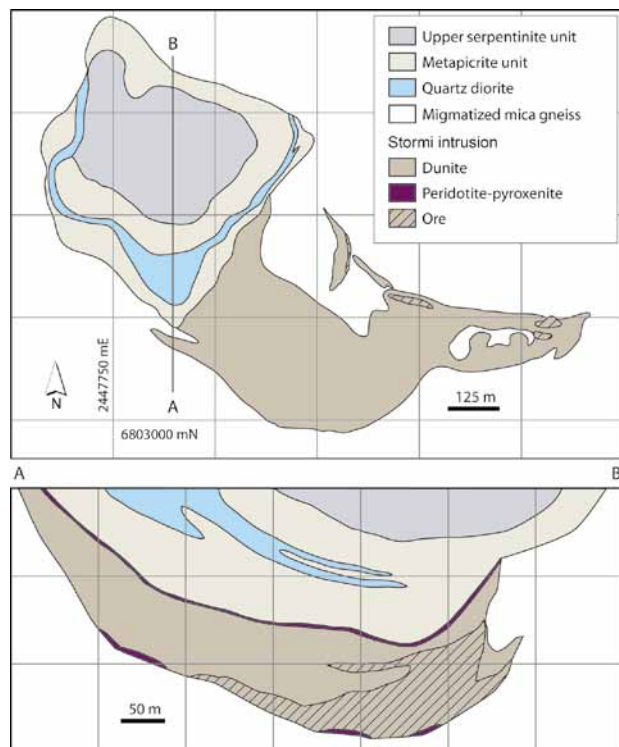 B
Upper serpentinite unit
Metapicrite unit
Quartz diorite
Migmatized mica gneiss
Stormi intrusion
Dunite
Peridotite-pyroxenite
Ore
N
2447750 mE
A
6803000 mN
125 m
A
B
50 m